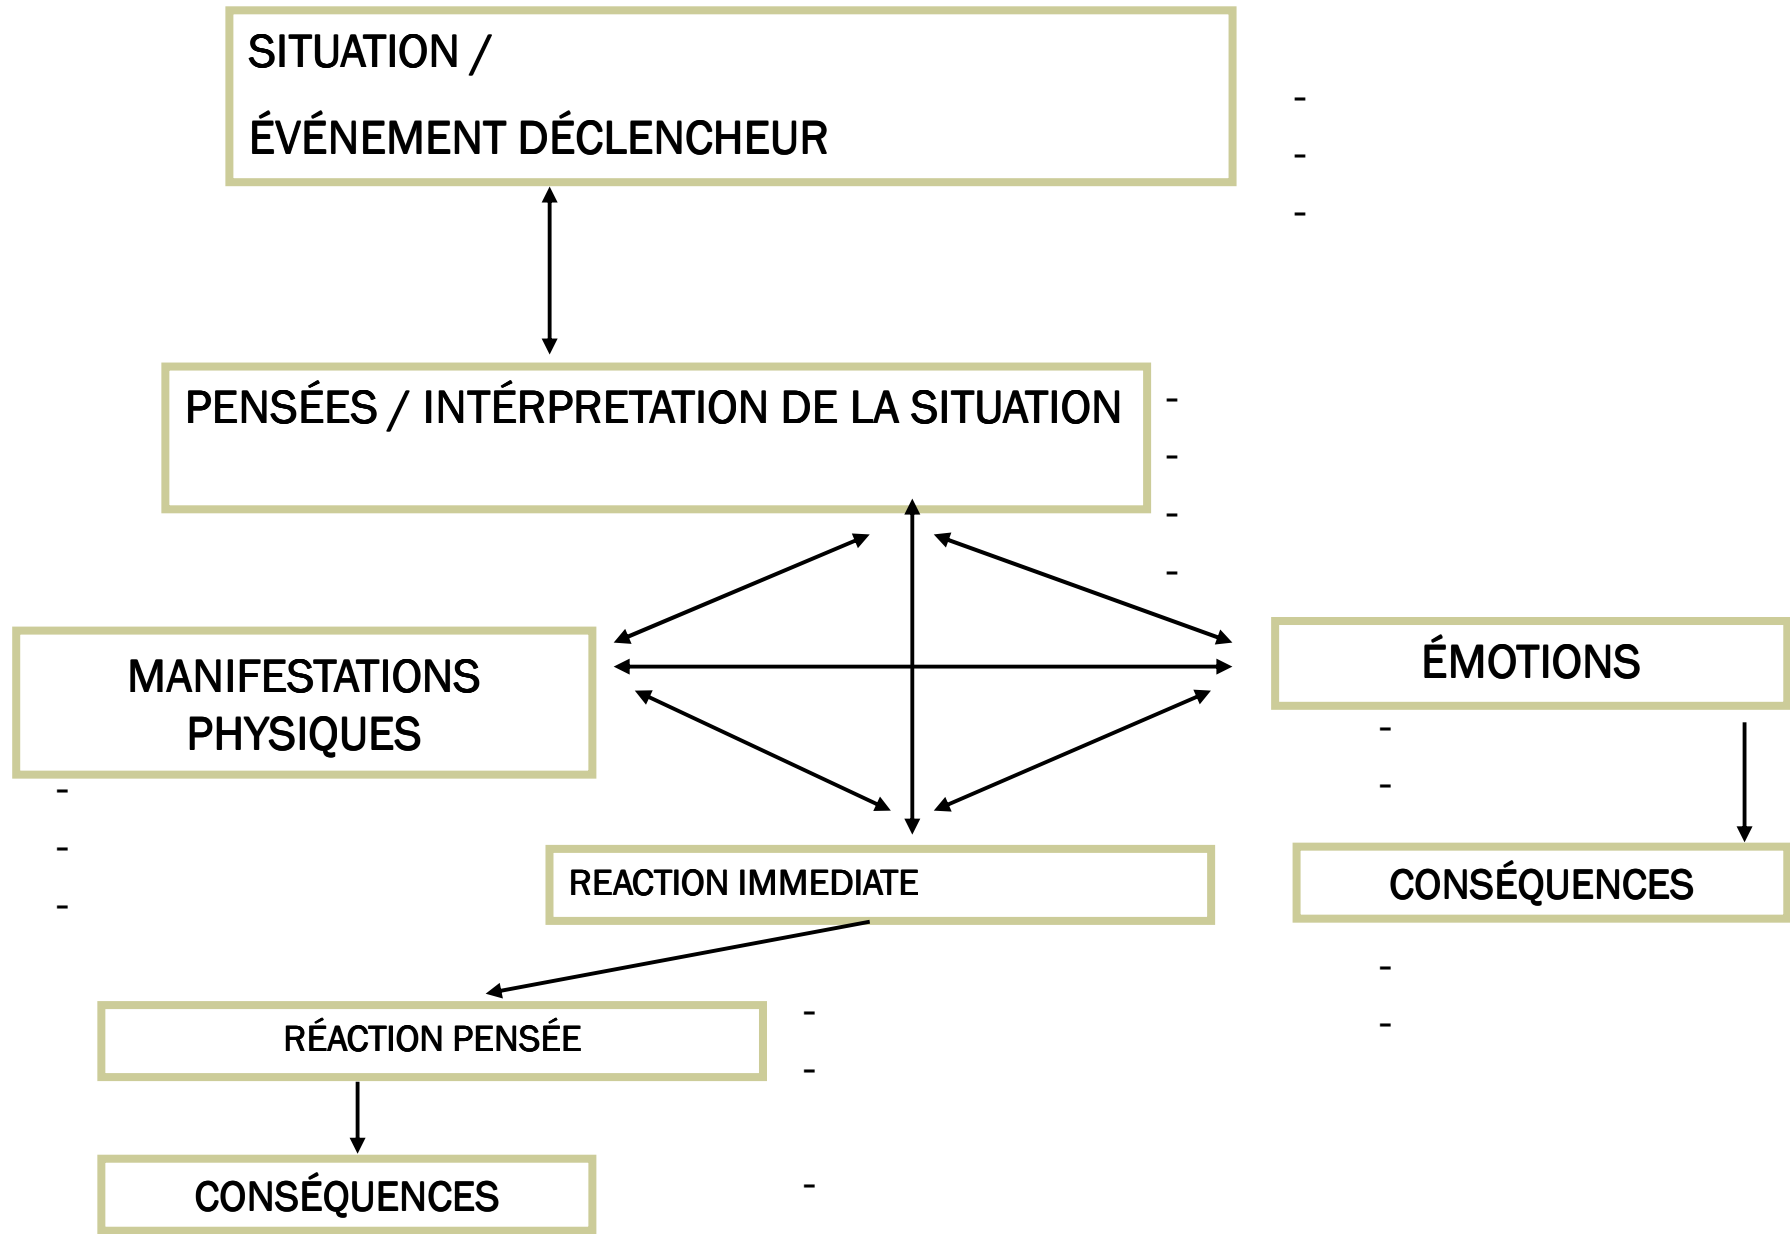 SITUATION /
ÉVÉNEMENT DÉCLENCHEUR
-
-
-
PENSÉES / INTÉRPRETATION DE LA SITUATION
-
-
-
-
MANIFESTATIONS
PHYSIQUES
-
-
-
ÉMOTIONS
-
-
REACTION IMMEDIATE
CONSÉQUENCES
-
-
RÉACTION PENSÉE
-
-
-
CONSÉQUENCES